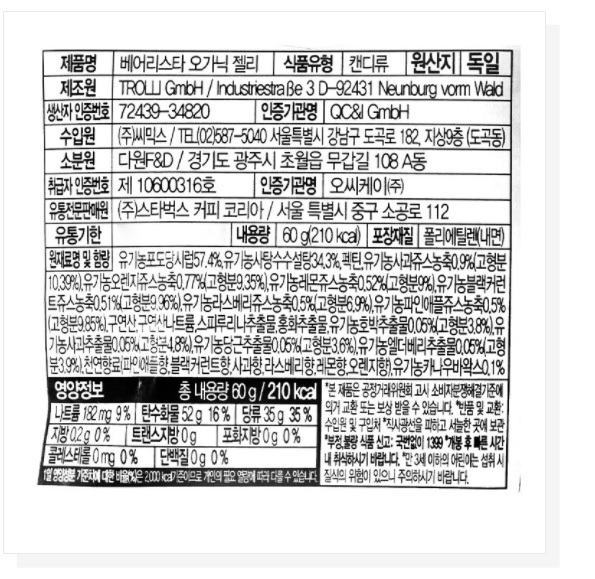 제품명 베어리스타 오가닉 젤리 식품유형 캔디류 원산지 독일
제조원 TROLLI GmbH / Industriestraße 3 D-92431 Neunburg vorm Wald
생산자 인증번호 72439-34820 인증기관명 QC&I GmbH
수입원 (주)씨믹스 / TEL(02)587-5040 서울특별시 강남구 도곡로 182, 지상9층 (도곡동)
소분원 다원F&D / 경기도 광주시 초월읍 무갑길 108 A동
취급자 인증번호 제 10600316호 인증기관명 오씨케이(주)
유통전문판매원 (주)스타벅스 커피 코리아 / 서울 특별시 중구 소공로 112
유통기한 내용량 60 g(210 kcal) 포장재질 폴리에틸렌(내면)
원재료명 및 함량 유기농포도당시럽57.4%,유기농사탕수수설탕34.3%,펙틴,유기농사과쥬스농축0.9%(고형분
10.39%),유기농오렌지쥬스농축0.77%(고형분9.35%),유기농레몬쥬스농축0.52%(고형분9%),유기농블랙커런
트쥬스농축0.51%(고형분9.96%),유기농라스베리쥬스농축0.5%(고형분6.9%),유기농파인애플쥬스농축0.5%
(고형분9.85%),구연산,구연산나트륨,스피루리나추출물,홍화추출물,유기농호박추출물0.05%(고형분3.8%),유기
농사과추출물0.05%(고형분4.8%),유기농당근추출물0.05%(고형분3.6%),유기농엘더베리추출물0.05%(고형
분3.9%),천연향료(파인애플향,블랙커런트향,사과향,라스베리향,레몬향,오렌지향),유기농카나우바왁스0.1%
영양정보 총 내용량 60 g / 210 kcal
나트륨 182 mg 9% 탄수화물 52 g 16% 당류 35 g 35%
지방 0.2 g 0% 트랜스지방 0 g 포화지방 0 g 0%
콜레스테롤 0 mg 0% 단백질 0 g 0%
1일 영양성분 기준치에 대한 비율(%)은 2,000 kcal기준이므로 개인의 필요 열량에 따라 다를 수 있습니다.
*본 제품은 공정거래위원회 고시 소비자분쟁해결기준에
의거 교환 또는 보상 받을 수 있습니다. *반품 및 교환:
수입원 및 구입처 *직사광선을 피하고 서늘한 곳에 보관
*부정,불량 식품 신고: 국번없이 1399 *개봉 후 빠른 시간
내 취식하시기 바랍니다. *만 3세 이하의 어린이는 섭취 시
질식의 위험이 있으니 주의하시기 바랍니다.